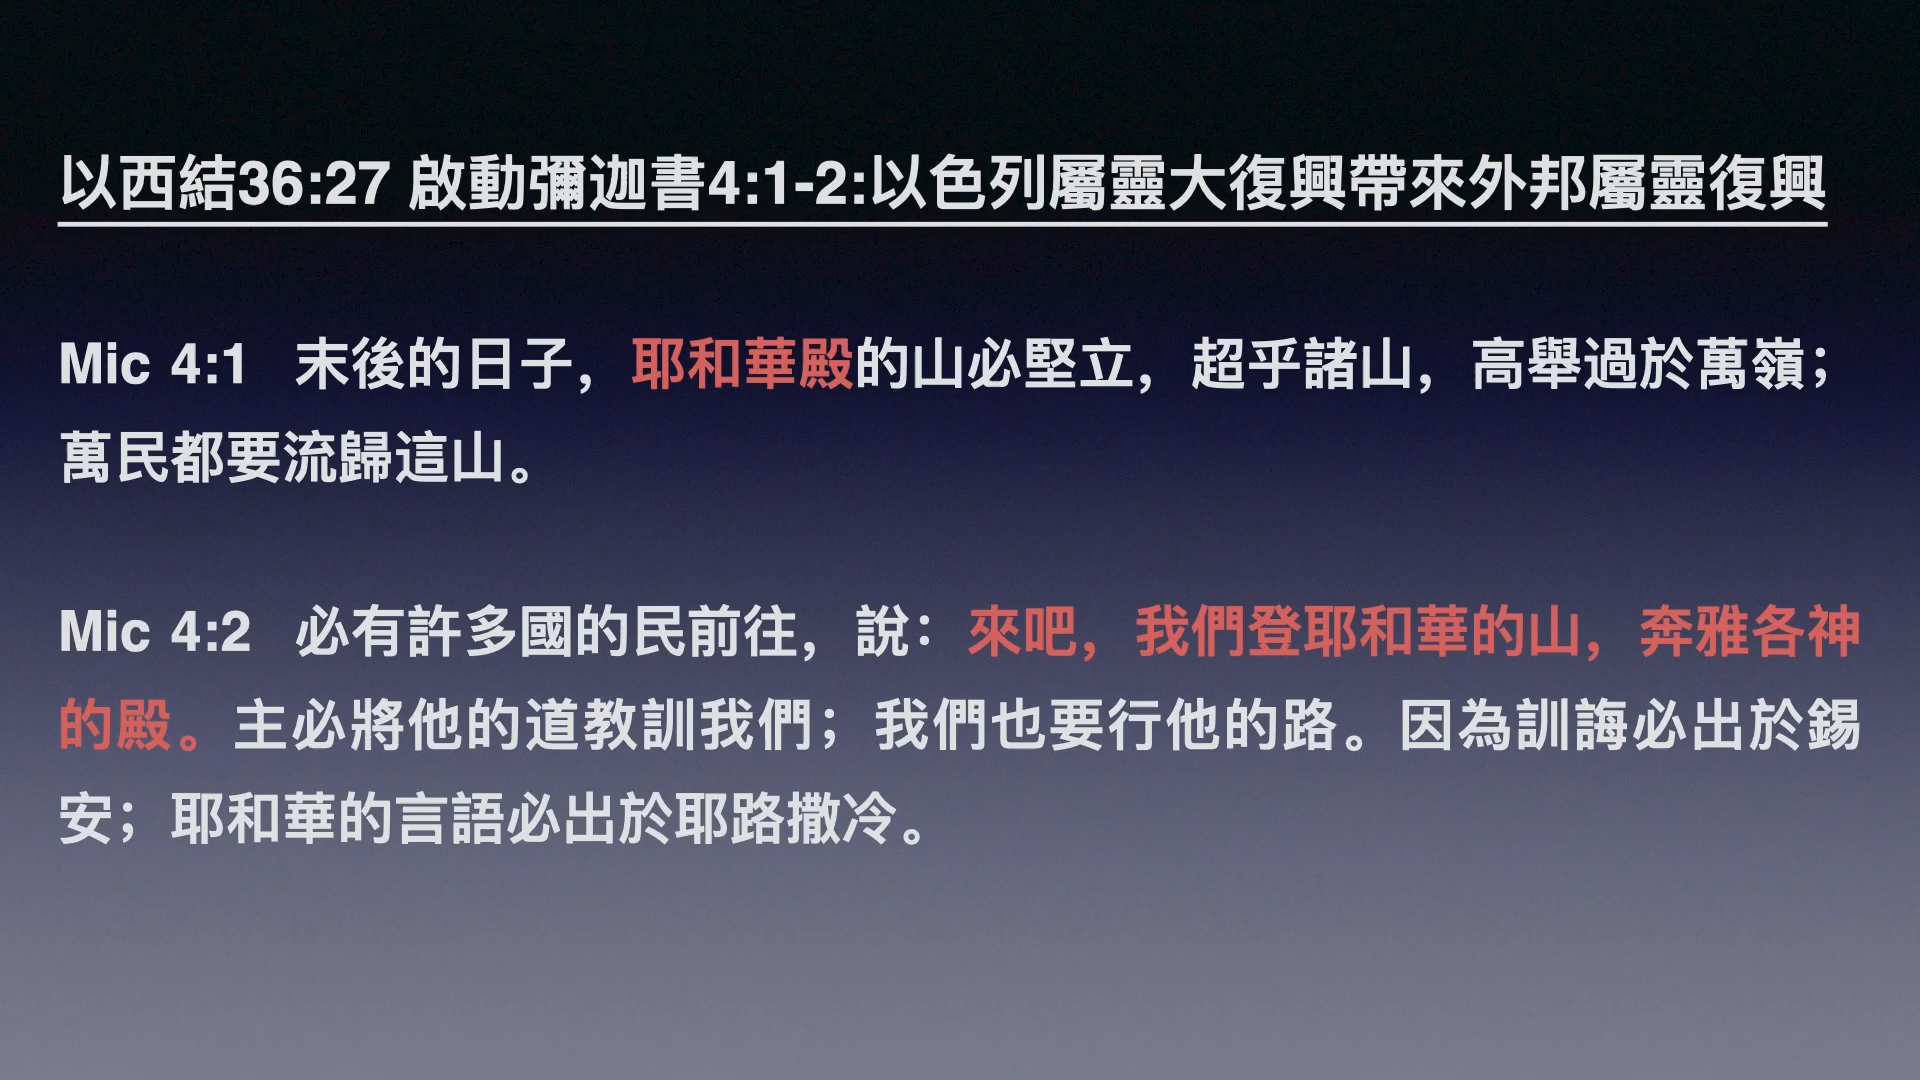 以西結36:27 啟動彌迦書4:1-2:以色列屬靈大復興帶來外邦屬靈復興
Mic 4:1 末後的日子，耶和華殿的山必堅立，超乎諸山，高舉過於萬嶺；
萬民都要流歸這山。
Mic 4:2 必有許多國的民前往，說：來吧，我們登耶和華的山，奔雅各神
的殿。主必將他的道教訓我們；我們也要行他的路。因為訓誨必出於錫
安；耶和華的言語必出於耶路撒冷。